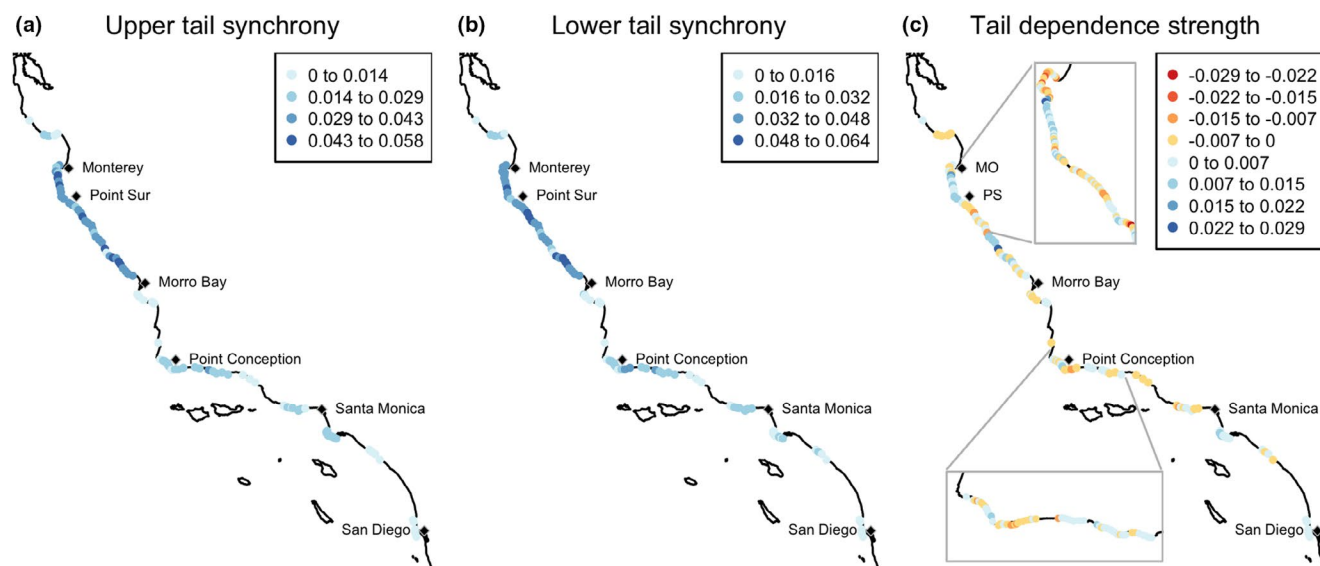 (a) Upper tail synchrony
0 to 0.014
0.014 to 0.029
0.029 to 0.043
0.043 to 0.058
Monterey
Point Sur
Morro Bay
Point Conception
Santa Monica
San Diego
(b) Lower tail synchrony
0 to 0.016
0.016 to 0.032
0.032 to 0.048
0.048 to 0.064
Monterey
Point Sur
Morro Bay
Point Conception
Santa Monica
San Diego
(c) Tail dependence strength
-0.029 to -0.022
-0.022 to -0.015
-0.015 to -0.007
-0.007 to 0
0 to 0.007
0.007 to 0.015
0.015 to 0.022
0.022 to 0.029
MO
PS
Morro Bay
Point Conception
Santa Monica
San Diego